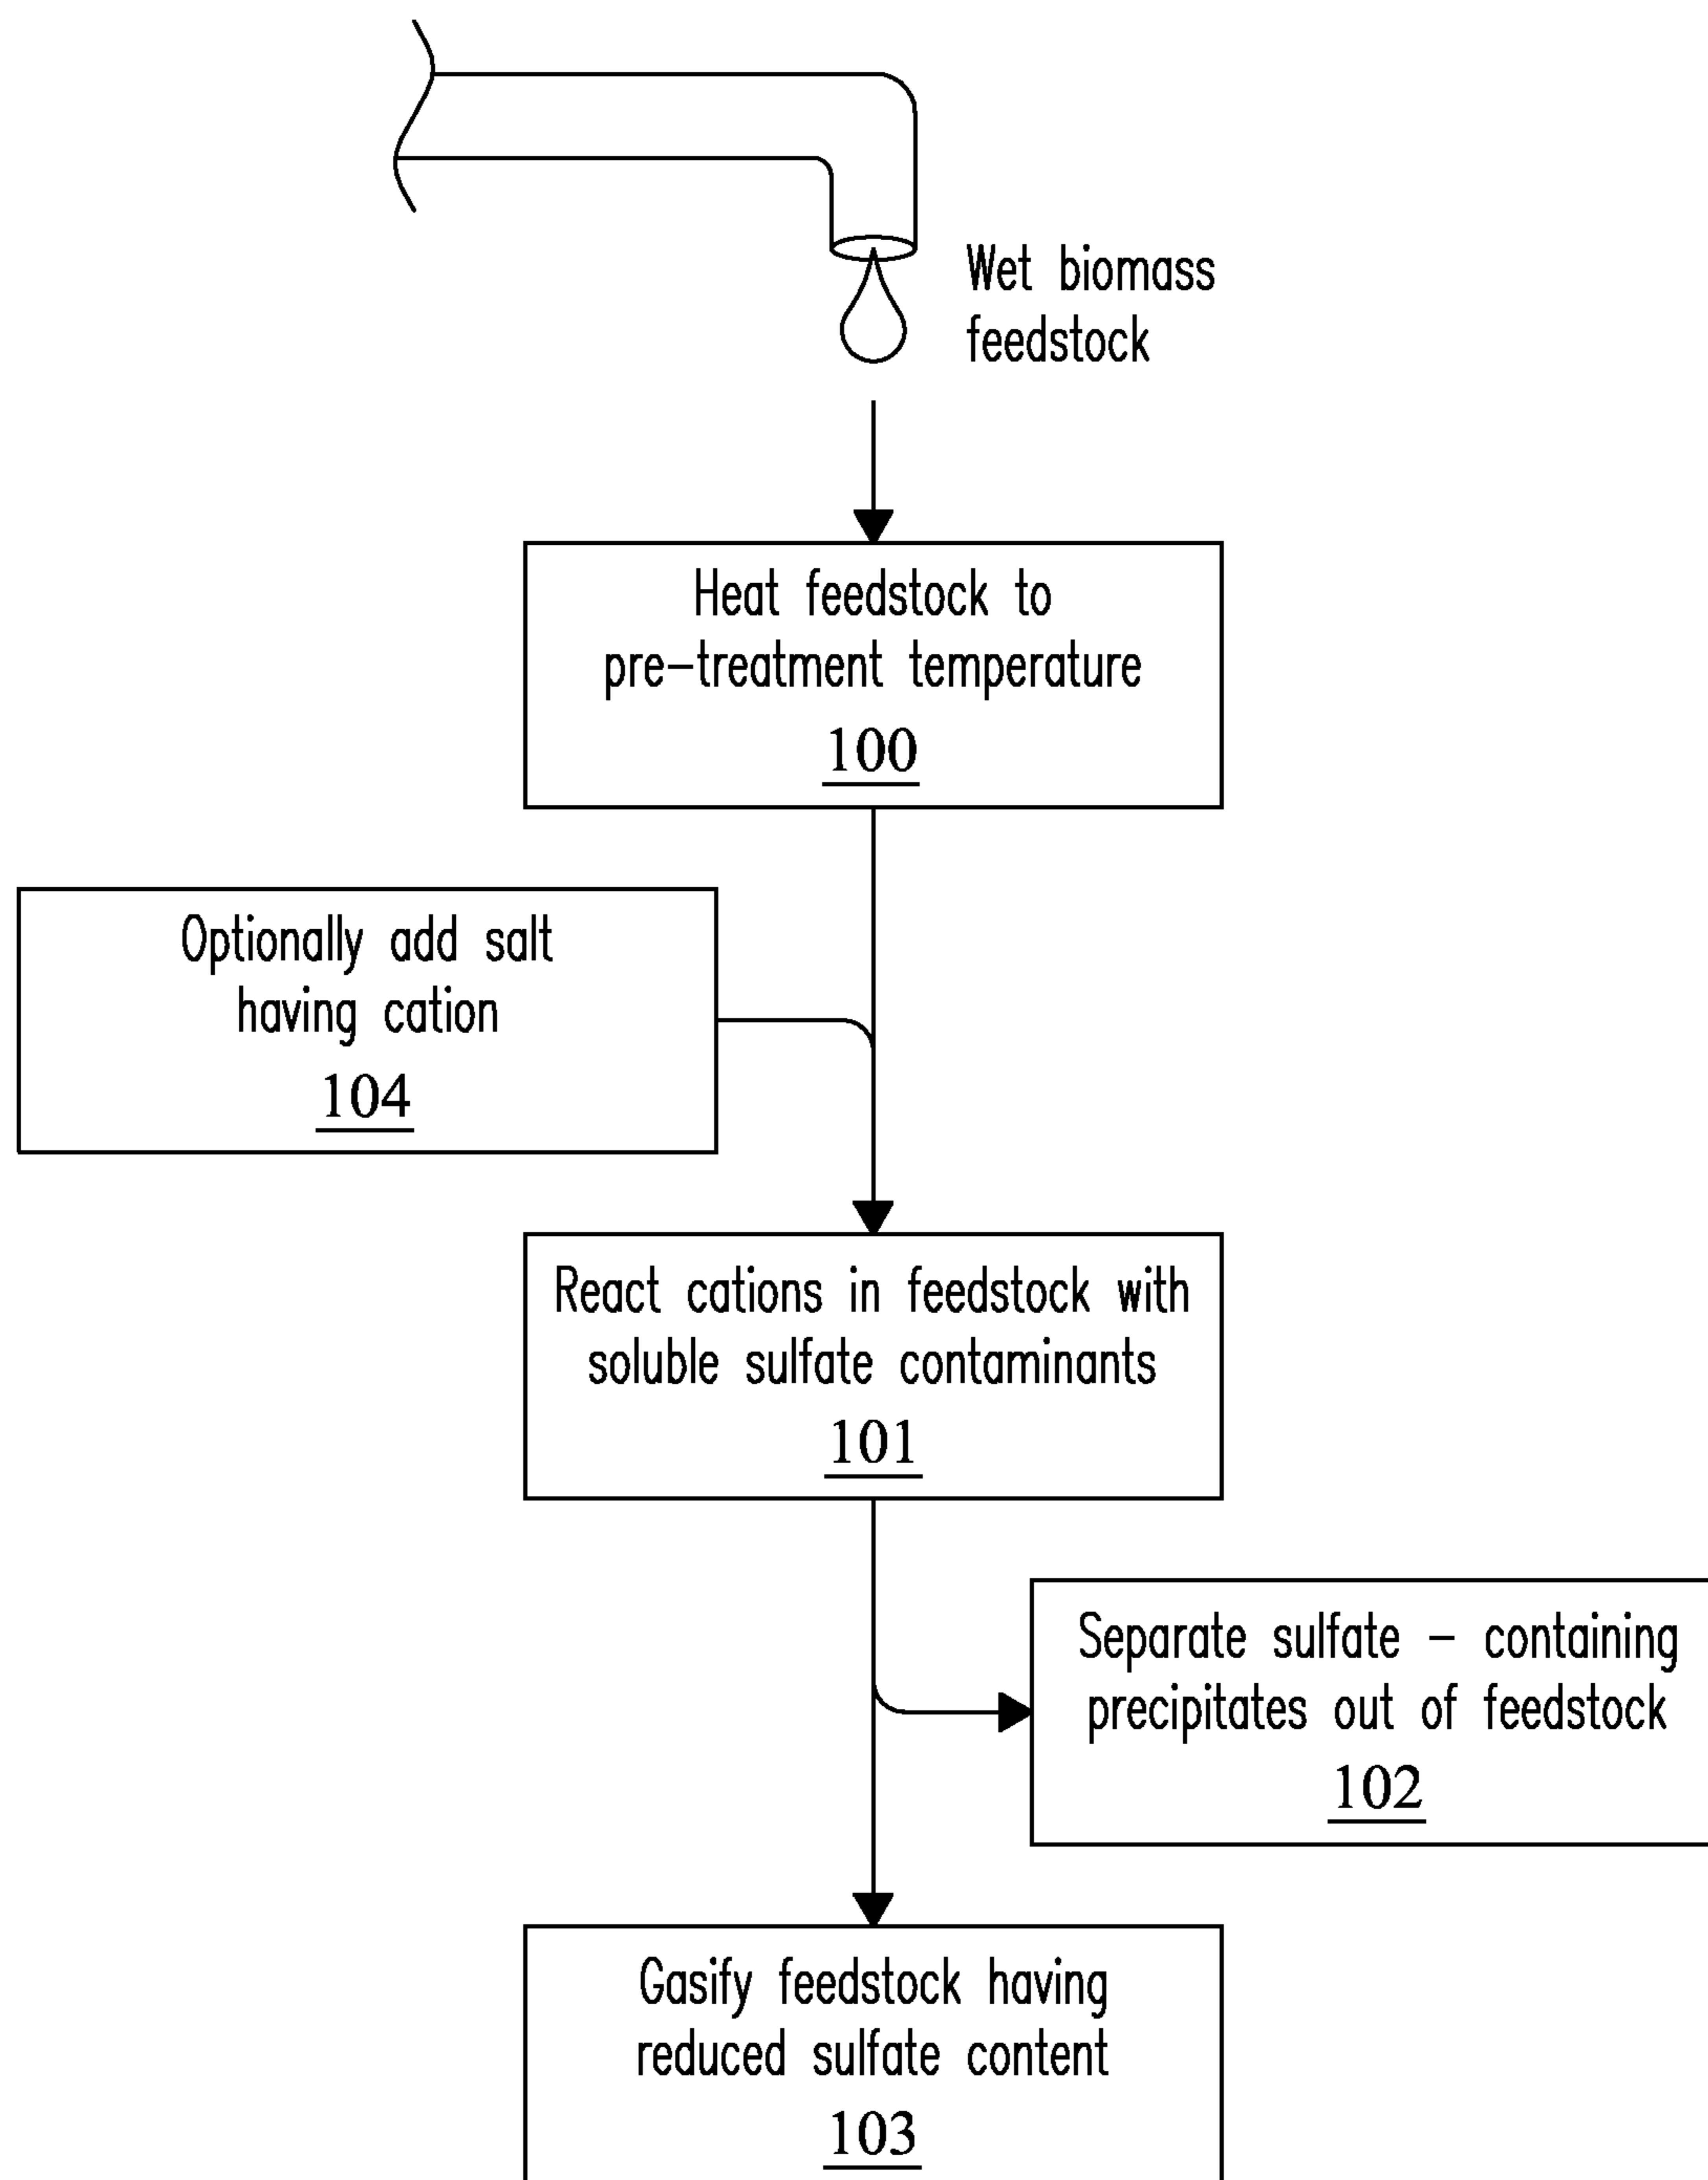 Wet biomass
feedstock
Heat feedstock to
pre-treatment temperature
100
Optionally add salt
having cation
104
React cations in feedstock with
soluble sulfate contaminants
101
Separate sulfate - containing
precipitates out of feedstock
102
Gasify feedstock having
reduced sulfate content
103